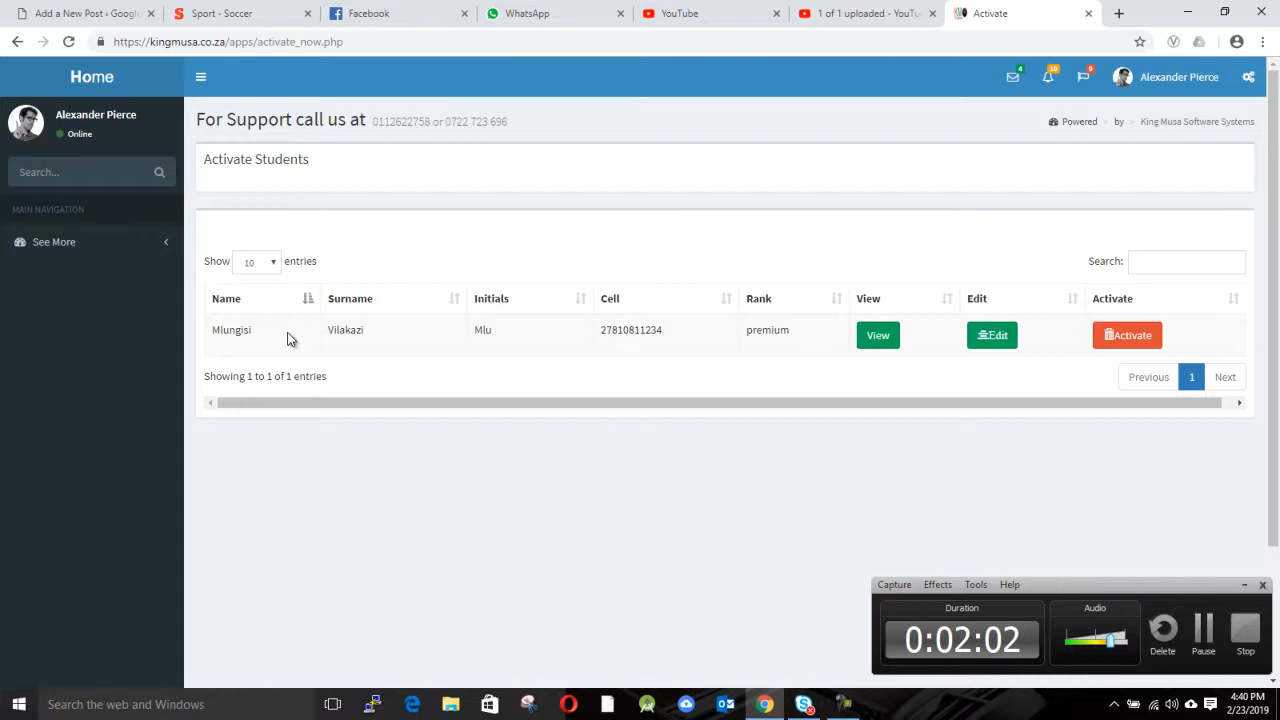 Add a New Post - Googl
Sport - Soccer
Facebook
WhatsApp
YouTube
1 of 1 uploaded - YouTu
Activate
https://kingmusa.co.za/apps/activate_now.php
Home
4
10
9
Alexander Pierce
Alexander Pierce
Online
For Support call us at 0112622758 or 0722 723 696
Powered > by > King Musa Software Systems
Search...
Activate Students
MAIN NAVIGATION
See More
Show 10 entries
Search:
Name Surname Initials Cell Rank View Edit Activate
Mlungisi Vilakazi Mlu 27810811234 premium View Edit Activate
Showing 1 to 1 of 1 entries
Previous 1 Next
Capture Effects Tools Help
Duration
Audio
0:02:02
Delete Pause Stop
Search the web and Windows
4:40 PM
2/23/2019